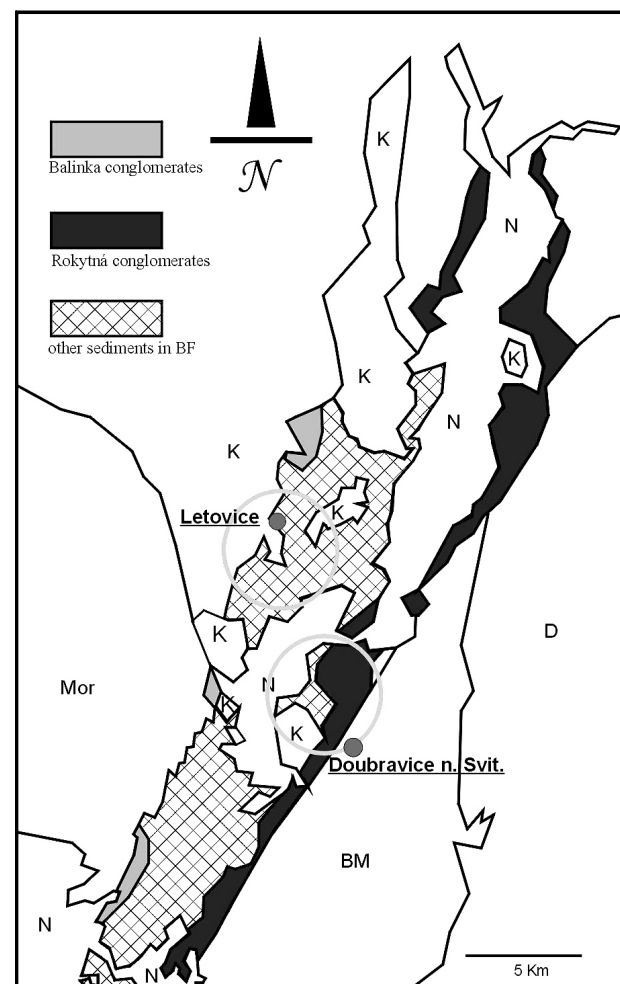 K
N
Balinka conglomerates
N
Rokytná conglomerates
K
other sediments in BF
K
N
K
Letovice
K
K
D
Mor
N
K
K
Doubravice n. Svit.
BM
N
N
5 Km